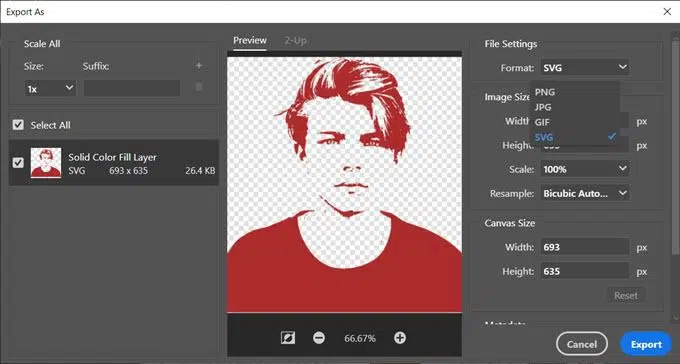 Export As
Scale All
Size:
Suffix:
+
1x
Select All
Solid Color Fill Layer
SVG 693 x 635 26.4 KB
Preview 2-Up
66.67%
File Settings
Format: SVG
PNG
JPG
GIF
SVG
Image Size
Width: px
Height: px
Scale: 100%
Resample: Bicubic Auto...
Canvas Size
Width: 693 px
Height: 635 px
Reset
Cancel
Export